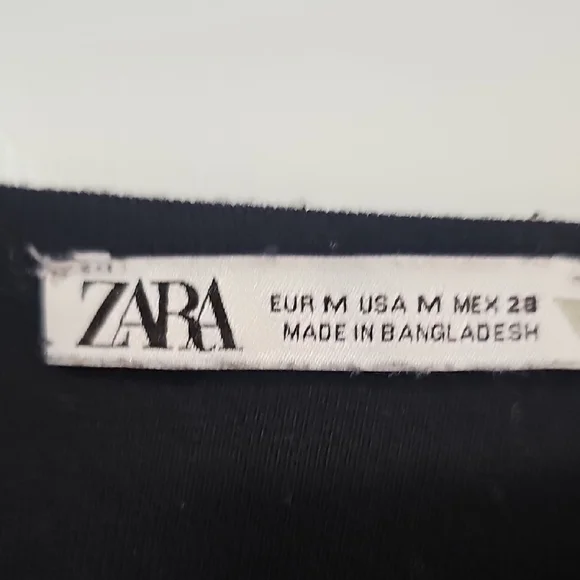 ZARA
EUR M USA M MEX 28
MADE IN BANGLADESH